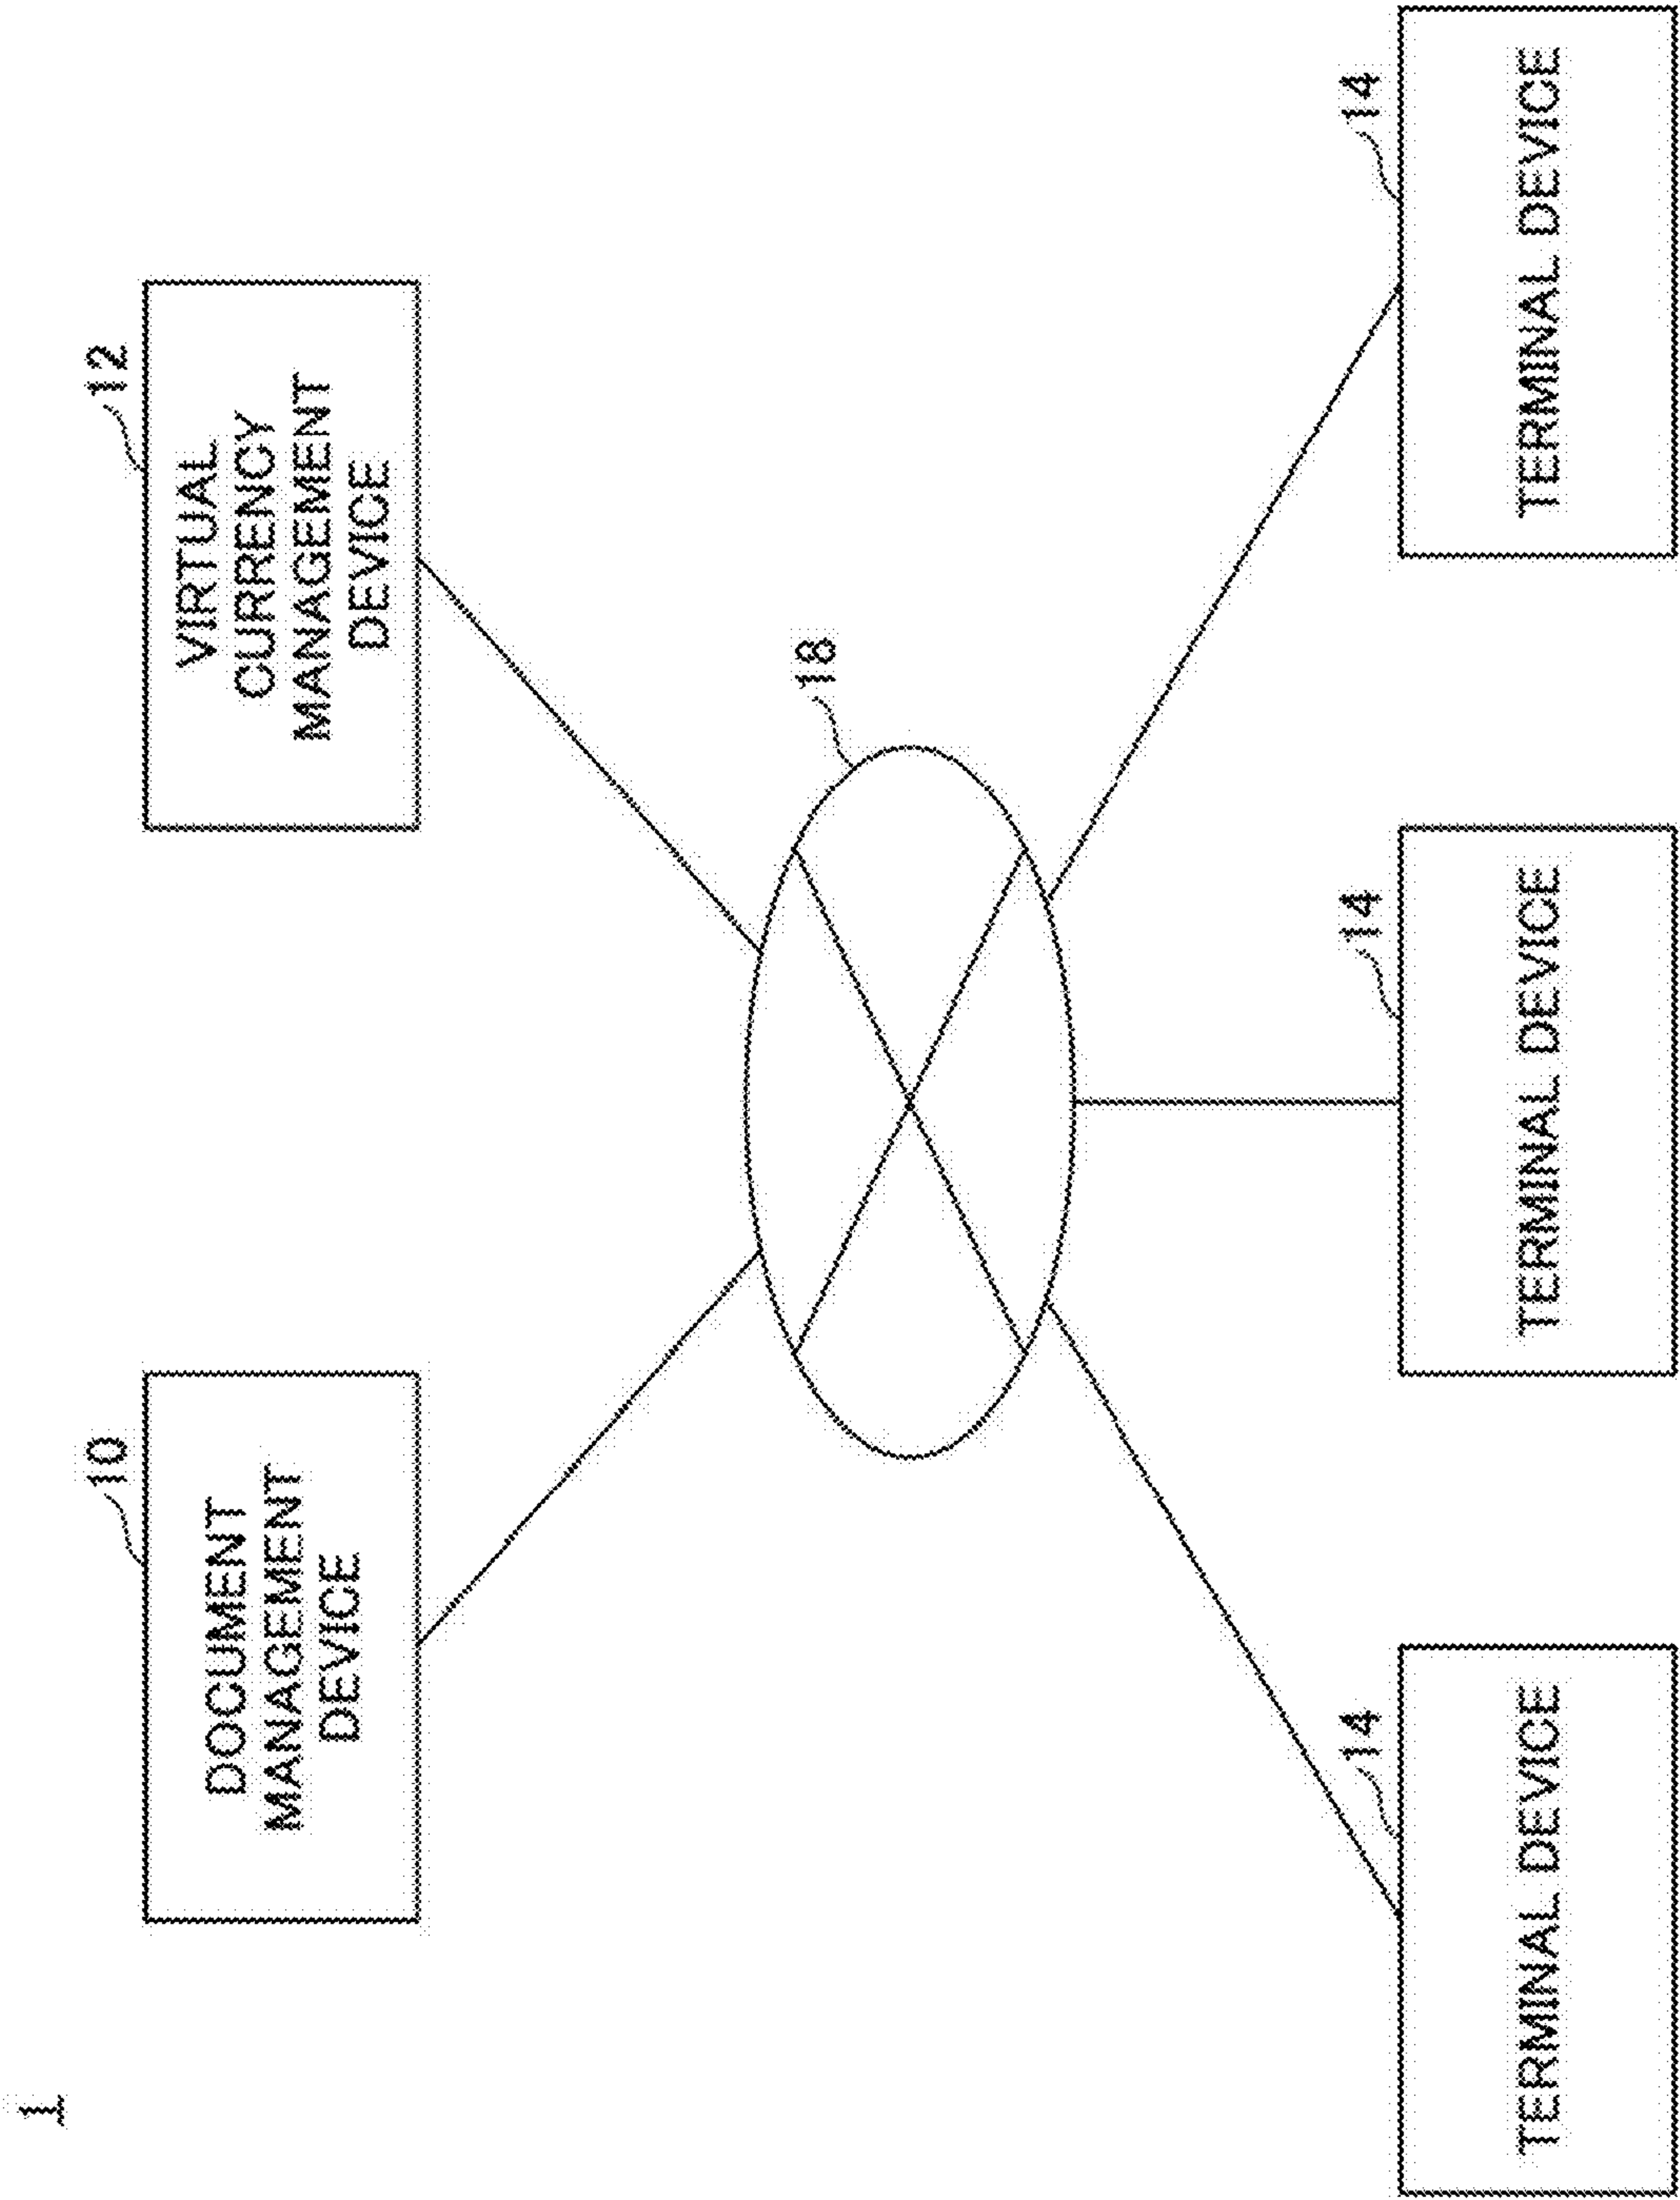 1
10
DOCUMENT
MANAGEMENT
DEVICE
12
VIRTUAL
CURRENCY
MANAGEMENT
DEVICE
18
14
TERMINAL DEVICE
14
TERMINAL DEVICE
14
TERMINAL DEVICE